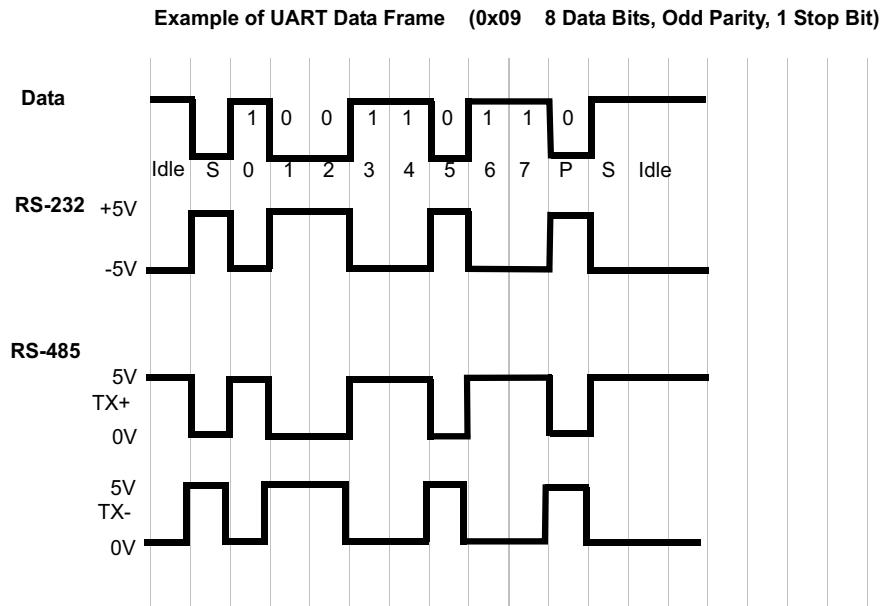 Example of UART Data Frame (0x09 8 Data Bits, Odd Parity, 1 Stop Bit)
Data
1 0 0 1 1 0 1 1 0
Idle S 0 1 2 3 4 5 6 7 P S Idle
RS-232 +5V
-5V
RS-485
5V
TX+
0V
5V
TX-
0V